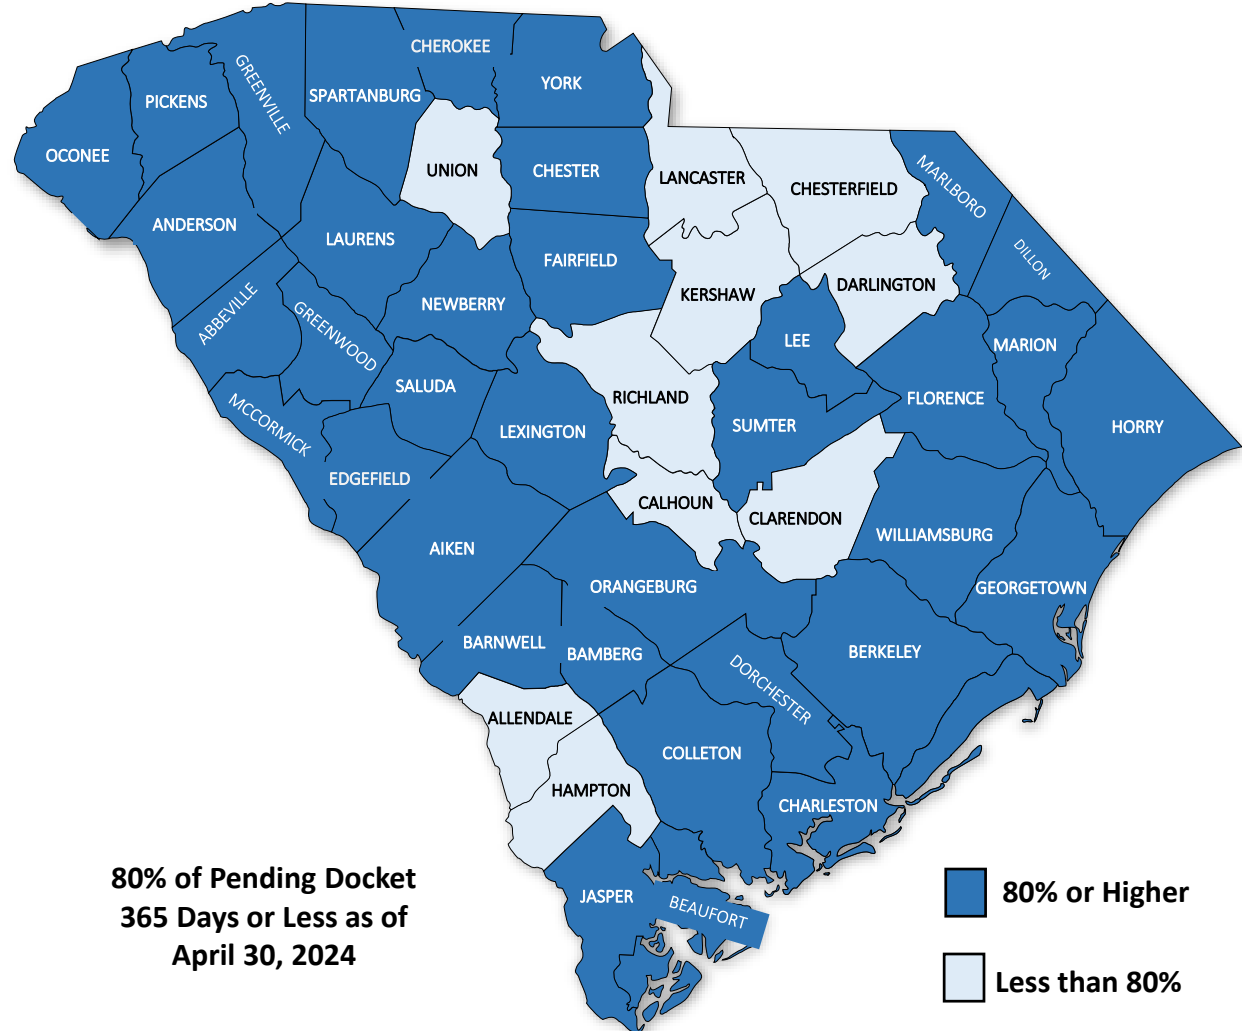 CHEROKEE
YORK
GREENVILLE
SPARTANBURG
PICKENS
OCONEE
UNION
CHESTER
LANCASTER
CHESTERFIELD
MARLBORO
ANDERSON
LAURENS
FAIRFIELD
DILLON
KERSHAW
DARLINGTON
NEWBERRY
ABBEVILLE
GREENWOOD
LEE
MARION
SALUDA
RICHLAND
FLORENCE
MCCORMICK
LEXINGTON
SUMTER
HORRY
EDGEFIELD
CALHOUN
CLARENDON
WILLIAMSBURG
AIKEN
ORANGEBURG
GEORGETOWN
BARNWELL
BAMBERG
BERKELEY
DORCHESTER
ALLENDALE
COLLETON
HAMPTON
CHARLESTON
JASPER
BEAUFORT
80% of Pending Docket
365 Days or Less as of
April 30, 2024
80% or Higher
Less than 80%